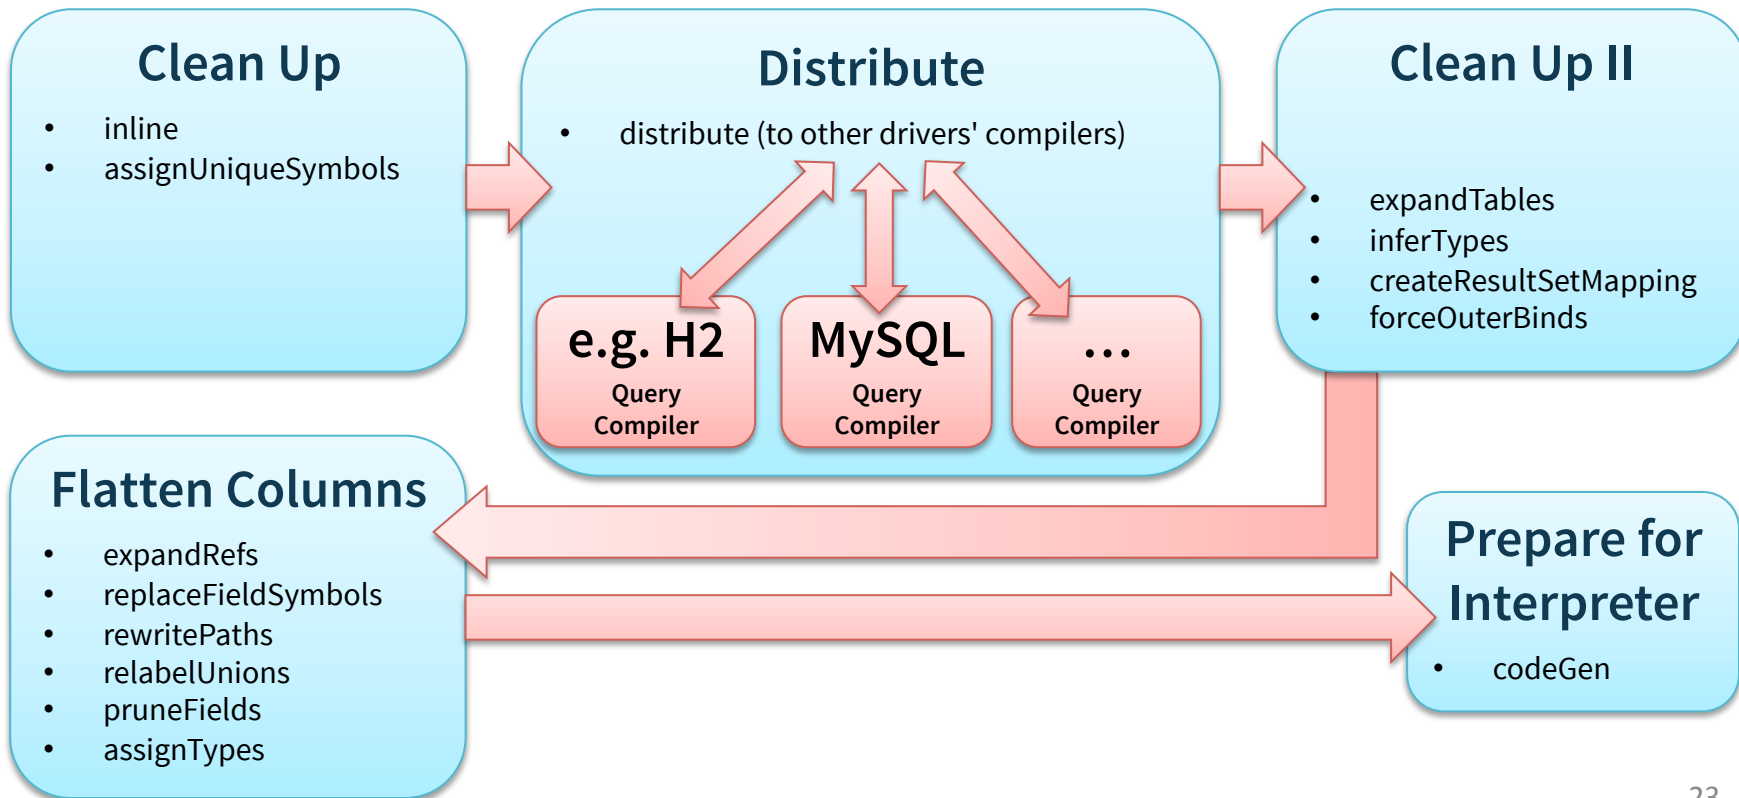 Clean Up
• inline
• assignUniqueSymbols
Distribute
• distribute (to other drivers' compilers)
e.g. H2
Query
Compiler
MySQL
Query
Compiler
...
Query
Compiler
Clean Up II
• expandTables
• inferTypes
• createResultSetMapping
• forceOuterBinds
Flatten Columns
• expandRefs
• replaceFieldSymbols
• rewritePaths
• relabelUnions
• pruneFields
• assignTypes
Prepare for
Interpreter
• codeGen
23